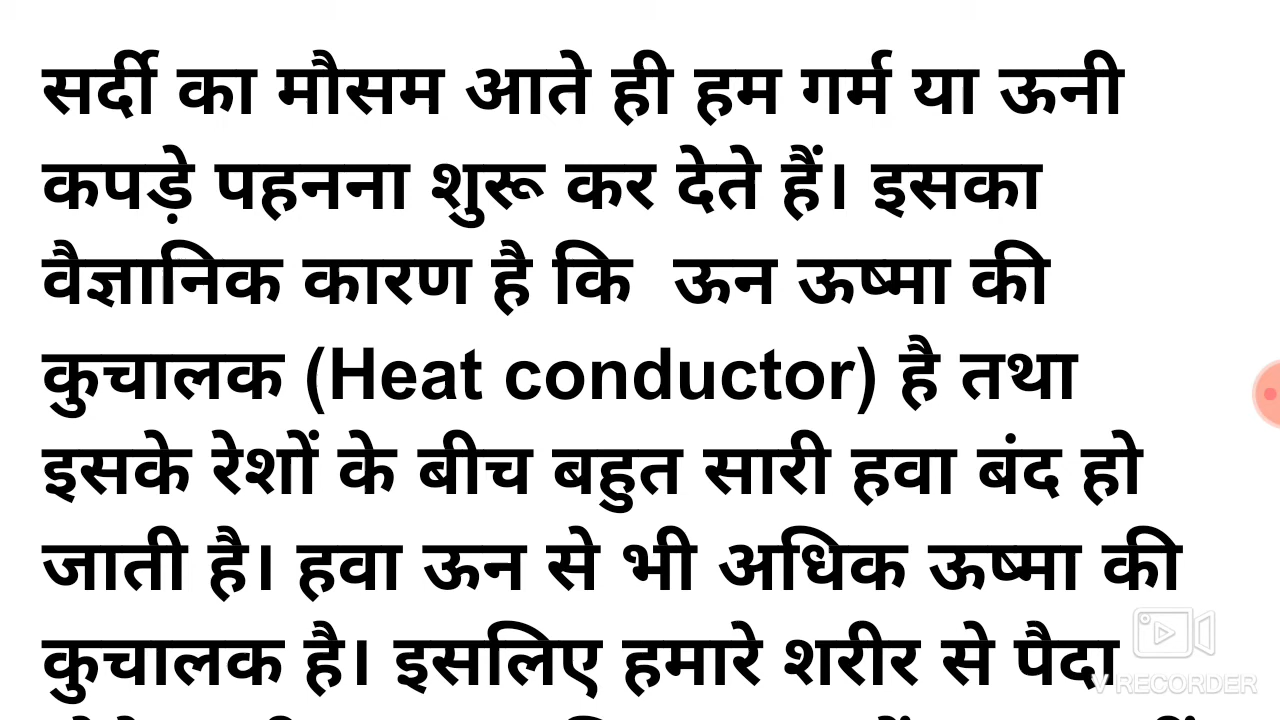 सर्दी का मौसम आते ही हम गर्म या ऊनी
कपड़े पहनना शुरू कर देते हैं। इसका
वैज्ञानिक कारण है कि  ऊन ऊष्मा की
कुचालक (Heat conductor) है तथा
इसके रेशों के बीच बहुत सारी हवा बंद हो
जाती है। हवा ऊन से भी अधिक ऊष्मा की
कुचालक है। इसलिए हमारे शरीर से पैदा
V RECORDER